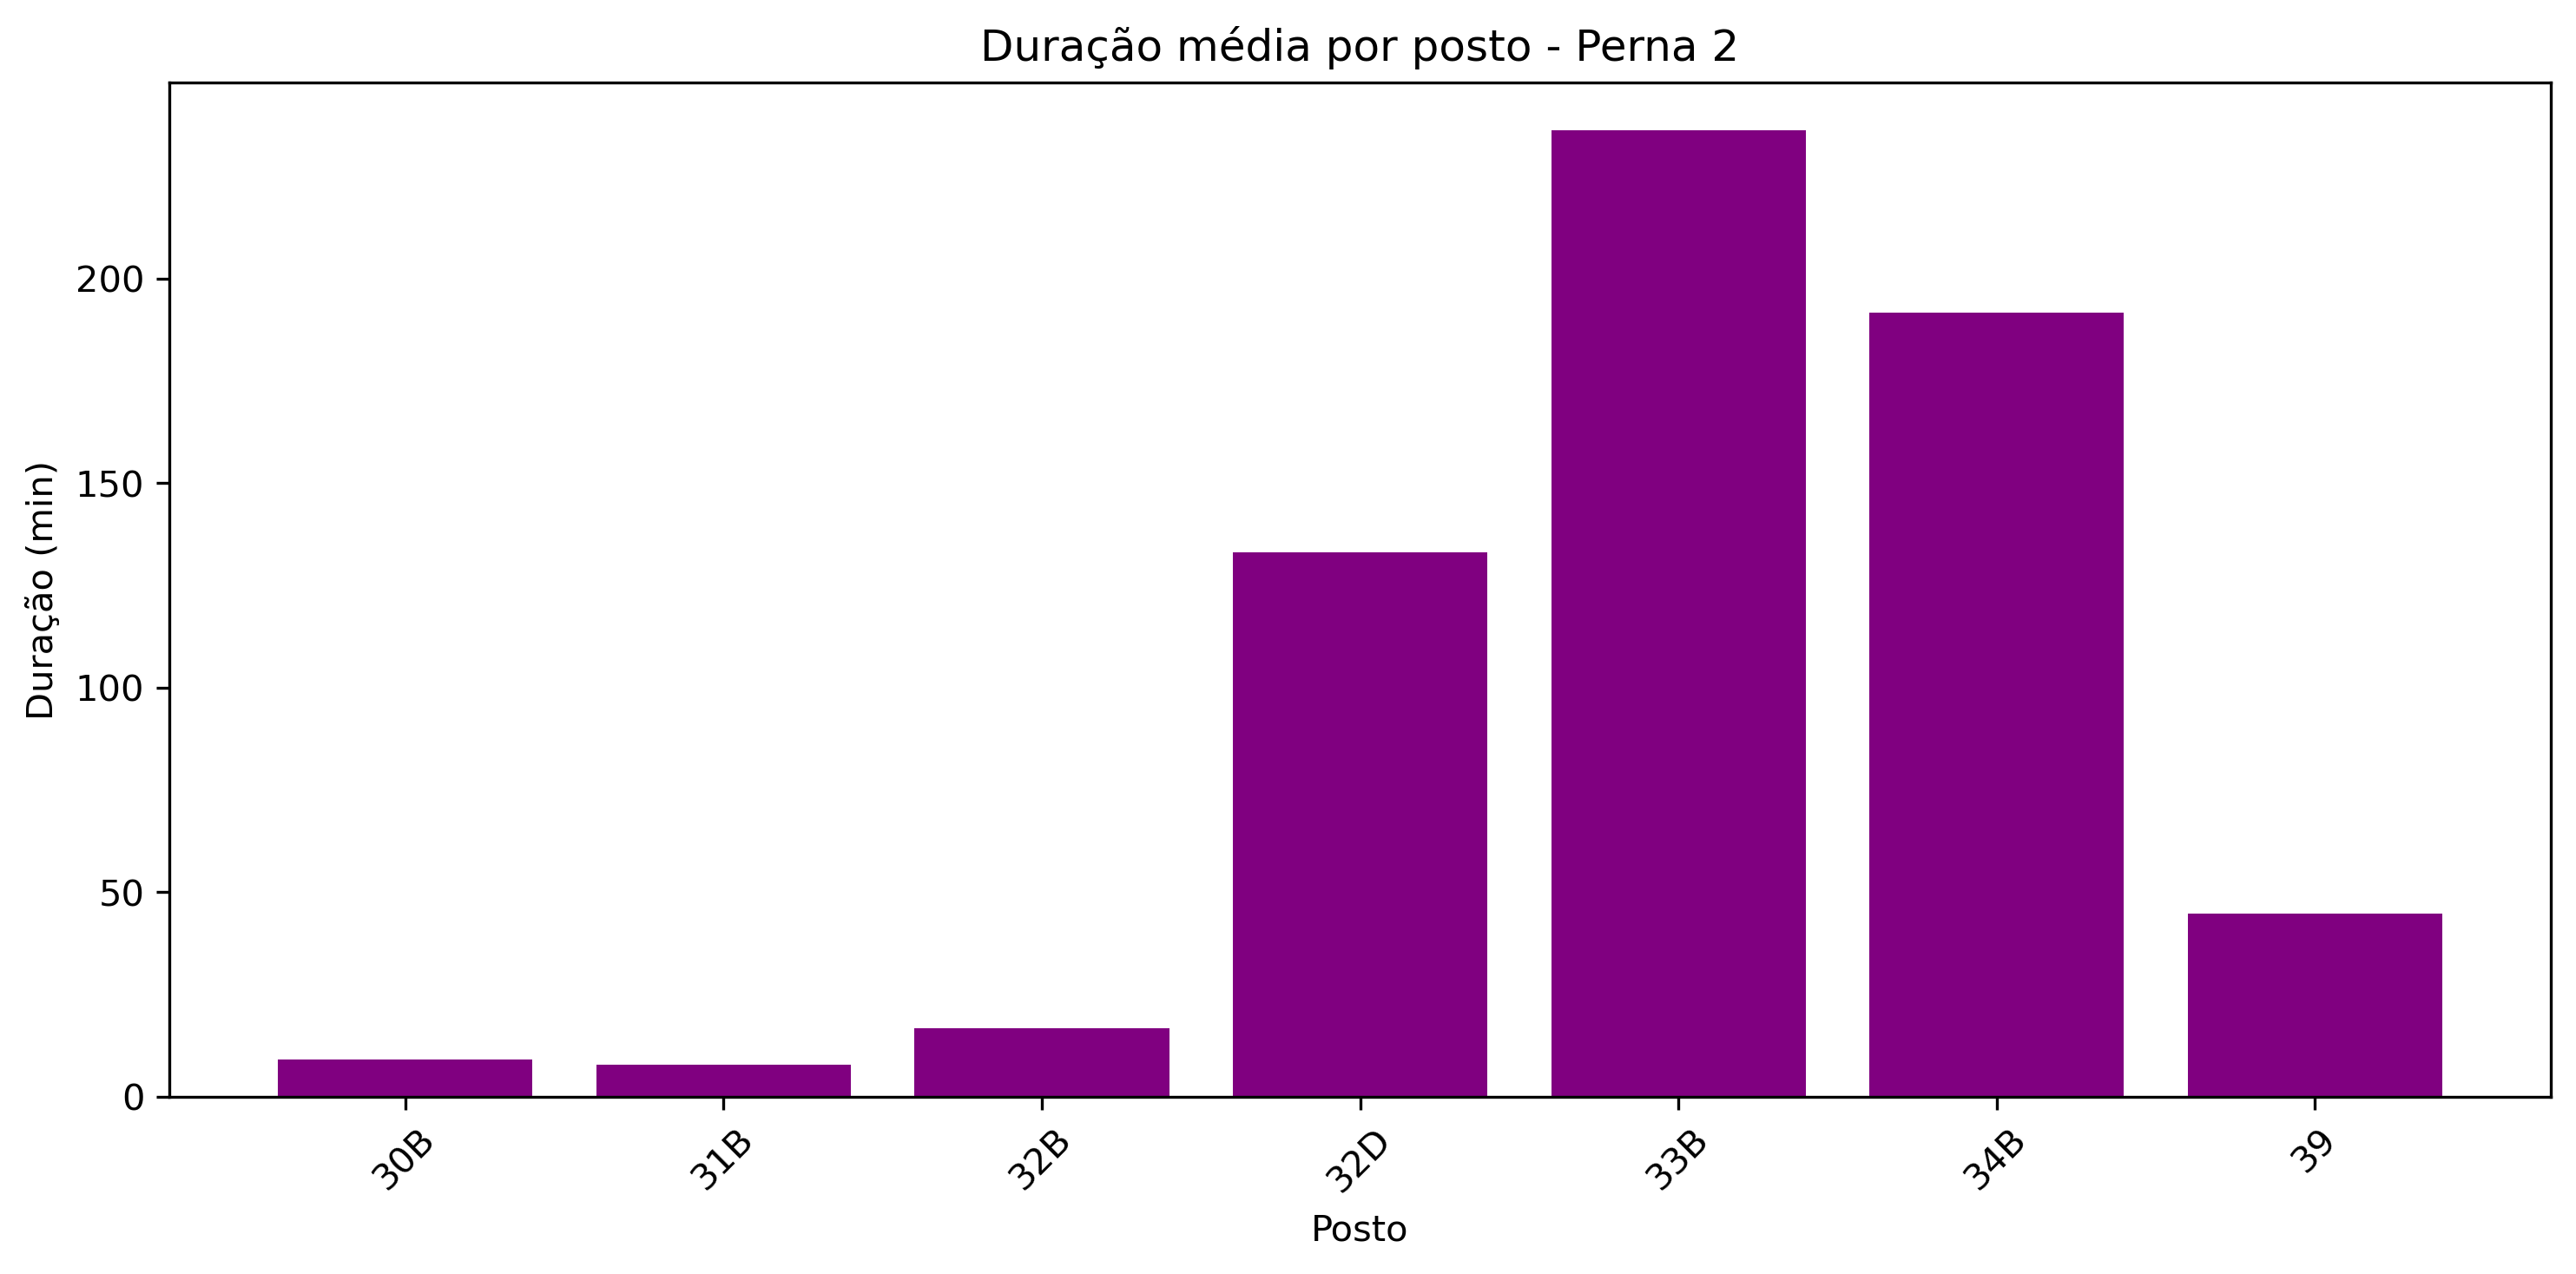 Duração média por posto - Perna 2
Duração (min)
200
150
100
50
0
30B
31B
32B
32D
33B
34B
39
Posto